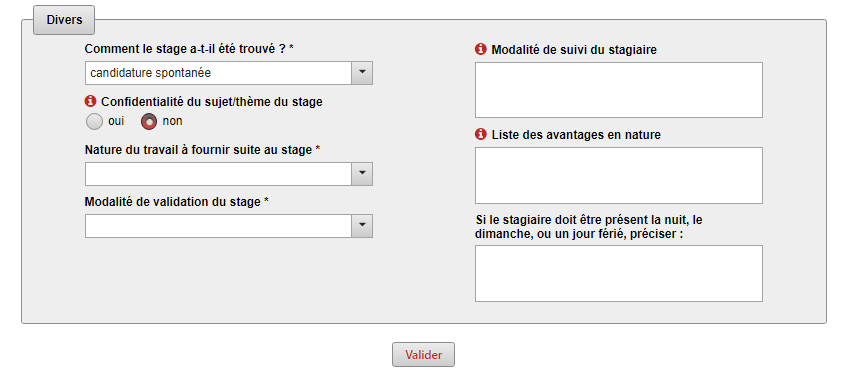 Divers
Comment le stage a-t-il été trouvé ? *
candidature spontanée
Confidentialité du sujet/thème du stage
oui non
Nature du travail à fournir suite au stage *
Modalité de validation du stage *
Modalité de suivi du stagiaire
Liste des avantages en nature
Si le stagiaire doit être présent la nuit, le
dimanche, ou un jour férié, préciser :
Valider